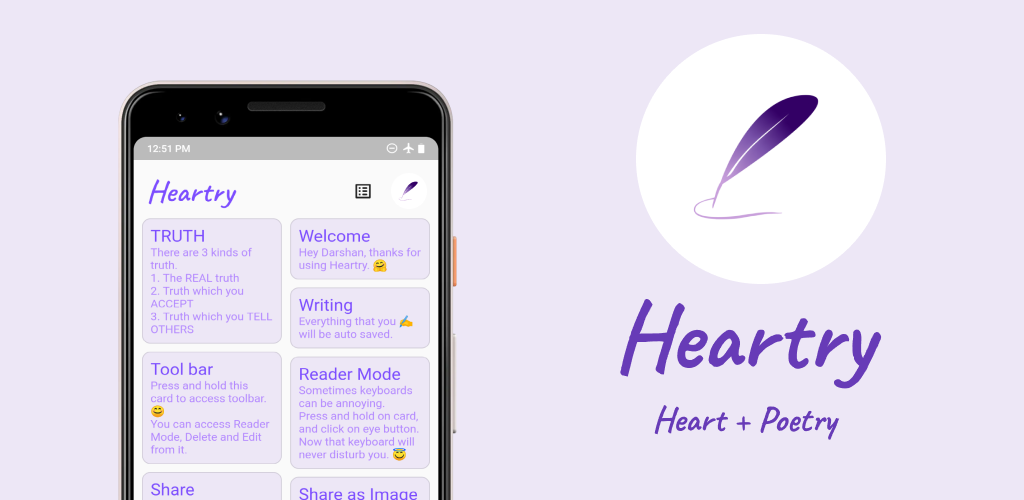 12:51 PM
Heartry
TRUTH
There are 3 kinds of
truth.
1. The REAL truth
2. Truth which you
ACCEPT
3. Truth which you TELL
OTHERS
Tool bar
Press and hold this
card to access toolbar.
😊
You can access Reader
Mode, Delete and Edit
from it.
Share
Welcome
Hey Darshan, thanks for
using Heartry. 🤗
Writing
Everything that you ✍️
will be auto saved.
Reader Mode
Sometimes keyboards
can be annoying.
Press and hold on card,
and click on eye button.
Now that keyboard will
never disturb you. 😇
Share as Image
Heartry
Heart + Poetry